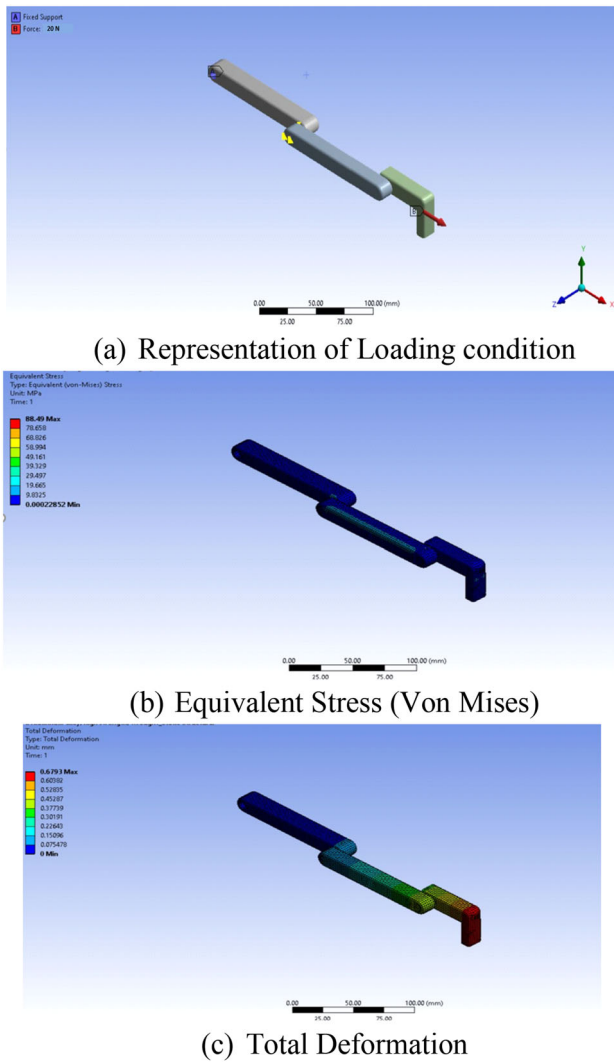 A Fixed Support
B Force: 20 N
A
B
Y
Z
X
0.00 50.00 100.00 (mm)
25.00 75.00
(a) Representation of Loading condition
Equivalent Stress
Type: Equivalent (von-Mises) Stress
Unit: MPa
Time: 1
88.49 Max
78.658
68.826
58.994
49.161
39.329
29.497
19.665
9.8325
0.00022852 Min
0.00 50.00 100.00 (mm)
25.00 75.00
(b) Equivalent Stress (Von Mises)
Total Deformation
Type: Total Deformation
Unit: mm
Time: 1
0.6793 Max
0.60382
0.52835
0.45287
0.37739
0.30191
0.22643
0.15096
0.075478
0 Min
0.00 50.00 100.00 (mm)
25.00 75.00
(c) Total Deformation